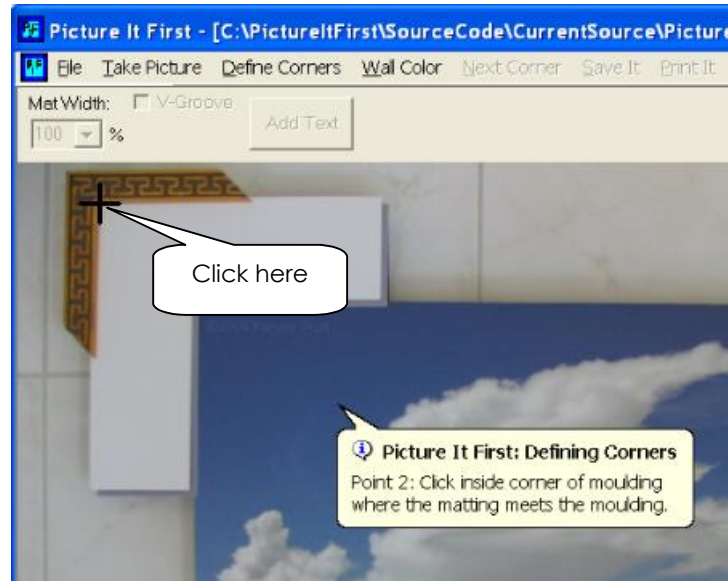 Picture It First - [C:\PictureItFirst\SourceCode\CurrentSource\Picture
File Take Picture Define Corners Wall Color Next Corner Save It Print It
Mat Width: V-Groove
100 % Add Text
Click here
Picture It First: Defining Corners
Point 2: Click inside corner of moulding
where the matting meets the moulding.